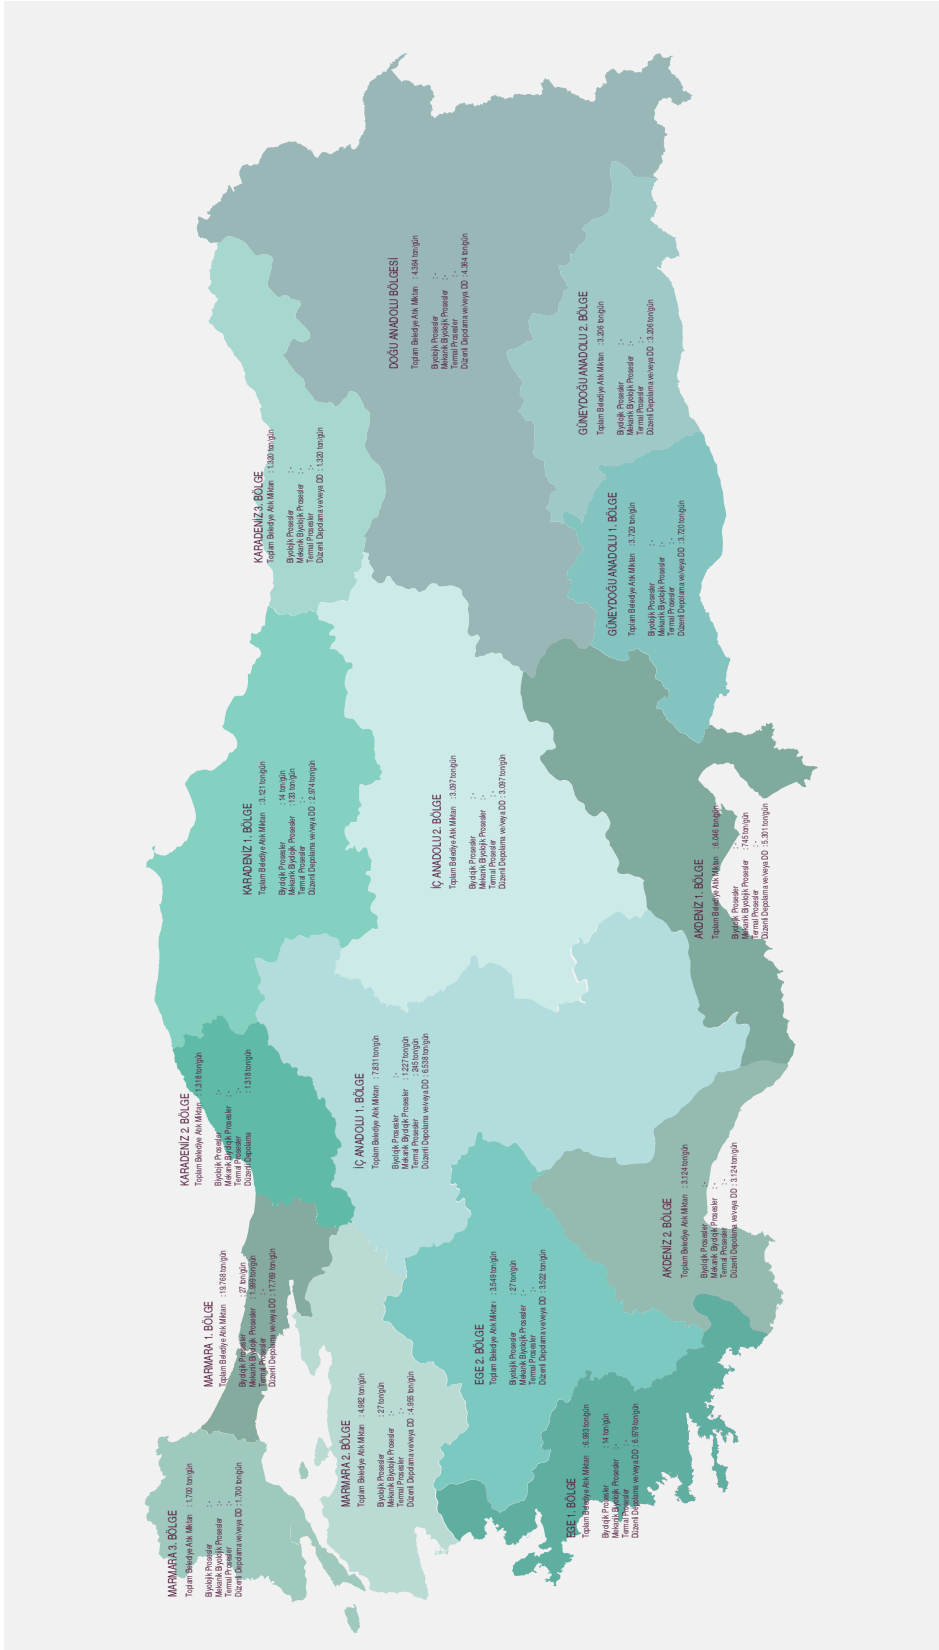 MARMARA 3. BÖLGE
Toplam Belediye Atık Miktarı : 1.700 ton/gün
Biyolojik Prosesler :-
Mekanik Biyolojik Prosesler :-
Termal Prosesler :-
Düzenli Depolama ve/veya DD : 1.700 ton/gün
MARMARA 1. BÖLGE
Toplam Belediye Atık Miktarı : 19.768 ton/gün
Biyolojik Prosesler : 27 ton/gün
Mekanik Biyolojik Prosesler : 1.999 ton/gün
Termal Prosesler :-
Düzenli Depolama ve/veya DD : 17.769 ton/gün
MARMARA 2. BÖLGE
Toplam Belediye Atık Miktarı : 4.982 ton/gün
Biyolojik Prosesler : 27 ton/gün
Mekanik Biyolojik Prosesler :-
Termal Prosesler :-
Düzenli Depolama ve/veya DD : 4.955 ton/gün
EGE 1. BÖLGE
Toplam Belediye Atık Miktarı : 6.993 ton/gün
Biyolojik Prosesler : 14 ton/gün
Mekanik Biyolojik Prosesler :-
Termal Prosesler :-
Düzenli Depolama ve/veya DD : 6.979 ton/gün
EGE 2. BÖLGE
Toplam Belediye Atık Miktarı : 3.549 ton/gün
Biyolojik Prosesler : 27 ton/gün
Mekanik Biyolojik Prosesler :-
Termal Prosesler :-
Düzenli Depolama ve/veya DD : 3.522 ton/gün
KARADENİZ 2. BÖLGE
Toplam Belediye Atık Miktarı : 1.318 ton/gün
Biyolojik Prosesler :-
Mekanik Biyolojik Prosesler :-
Termal Prosesler :-
Düzenli Depolama : 1.318 ton/gün
İÇ ANADOLU 1. BÖLGE
Toplam Belediye Atık Miktarı : 7.831 ton/gün
Biyolojik Prosesler :-
Mekanik Biyolojik Prosesler : 1.227 ton/gün
Termal Prosesler : 245 ton/gün
Düzenli Depolama ve/veya DD : 6.538 ton/gün
AKDENİZ 2. BÖLGE
Toplam Belediye Atık Miktarı : 3.124 ton/gün
Biyolojik Prosesler :-
Mekanik Biyolojik Prosesler :-
Termal Prosesler :-
Düzenli Depolama ve/veya DD : 3.124 ton/gün
KARADENİZ 1. BÖLGE
Toplam Belediye Atık Miktarı : 3.121 ton/gün
Biyolojik Prosesler : 14 ton/gün
Mekanik Biyolojik Prosesler : 133 ton/gün
Termal Prosesler :-
Düzenli Depolama ve/veya DD : 2.974 ton/gün
İÇ ANADOLU 2. BÖLGE
Toplam Belediye Atık Miktarı : 3.097 ton/gün
Biyolojik Prosesler :-
Mekanik Biyolojik Prosesler :-
Termal Prosesler :-
Düzenli Depolama ve/veya DD : 3.097 ton/gün
AKDENİZ 1. BÖLGE
Toplam Belediye Atık Miktarı : 6.046 ton/gün
Biyolojik Prosesler :-
Mekanik Biyolojik Prosesler : 745 ton/gün
Termal Prosesler :-
Düzenli Depolama ve/veya DD : 5.301 ton/gün
KARADENİZ 3. BÖLGE
Toplam Belediye Atık Miktarı : 1.320 ton/gün
Biyolojik Prosesler :-
Mekanik Biyolojik Prosesler :-
Termal Prosesler :-
Düzenli Depolama ve/veya DD : 1.320 ton/gün
GÜNEYDOĞU ANADOLU 1. BÖLGE
Toplam Belediye Atık Miktarı : 3.720 ton/gün
Biyolojik Prosesler :-
Mekanik Biyolojik Prosesler :-
Termal Prosesler :-
Düzenli Depolama ve/veya DD : 3.720 ton/gün
DOĞU ANADOLU BÖLGESİ
Toplam Belediye Atık Miktarı : 4.364 ton/gün
Biyolojik Prosesler :-
Mekanik Biyolojik Prosesler :-
Termal Prosesler :-
Düzenli Depolama ve/veya DD : 4.364 ton/gün
GÜNEYDOĞU ANADOLU 2. BÖLGE
Toplam Belediye Atık Miktarı : 3.206 ton/gün
Biyolojik Prosesler :-
Mekanik Biyolojik Prosesler :-
Termal Prosesler :-
Düzenli Depolama ve/veya DD : 3.206 ton/gün